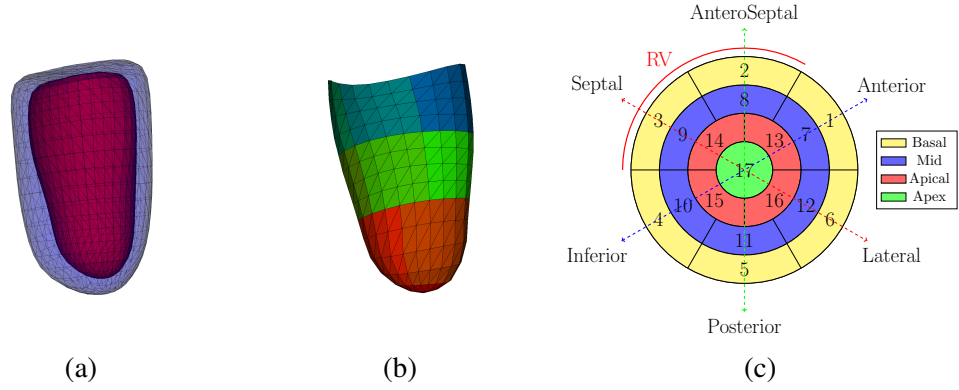 AnteroSeptal
RV
2
Septal
Anterior
8
3
1
9
7
14
13
Basal
Mid
17
Apical
Apex
15
16
10
12
4
6
11
Inferior
Lateral
5
Posterior
(a)
(b)
(c)